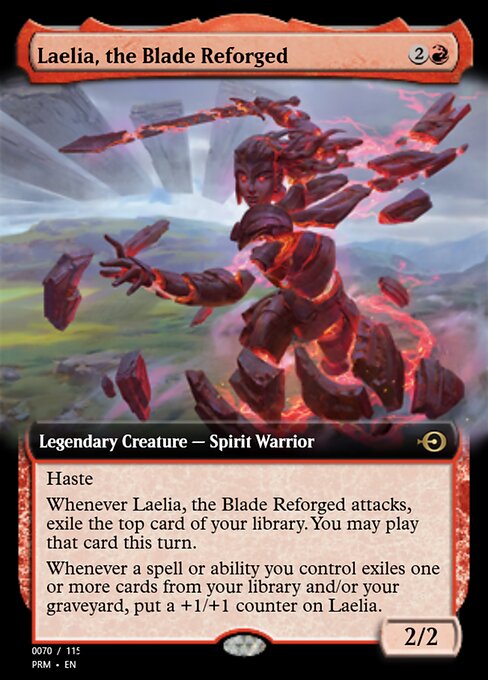 Laelia, the Blade Reforged 2
Legendary Creature — Spirit Warrior
Haste
Whenever Laelia, the Blade Reforged attacks,
exile the top card of your library. You may play
that card this turn.
Whenever a spell or ability you control exiles one
or more cards from your library and/or your
graveyard, put a +1/+1 counter on Laelia.
2/2
0070 / 115
PRM • EN